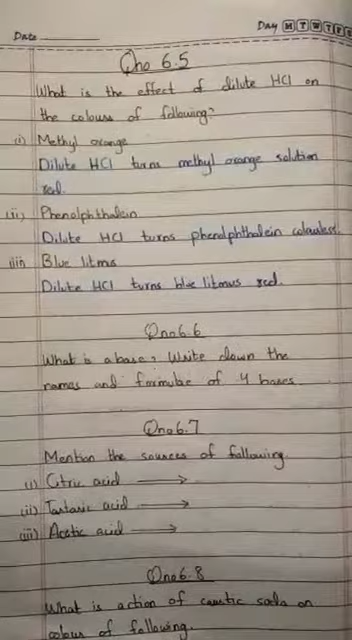 Date
Day M T W T F S
Qno 6.5
What is the effect of dilute HCl on
the colours of following?
(i) Methyl orange
Dilute HCl turns methyl orange solution
red.
(ii) Phenolphthalein
Dilute HCl turns phenolphthalein colourless.
(iii) Blue litmus
Dilute HCl turns blue litmus red.
Qno 6.6
What is a base? Write down the
names and formulae of 4 bases.
Qno 6.7
Mention the sources of following.
(i) Citric acid →
(ii) Tartaric acid →
(iii) Acetic acid →
Qno 6.8
What is action of caustic soda on
colour of following.